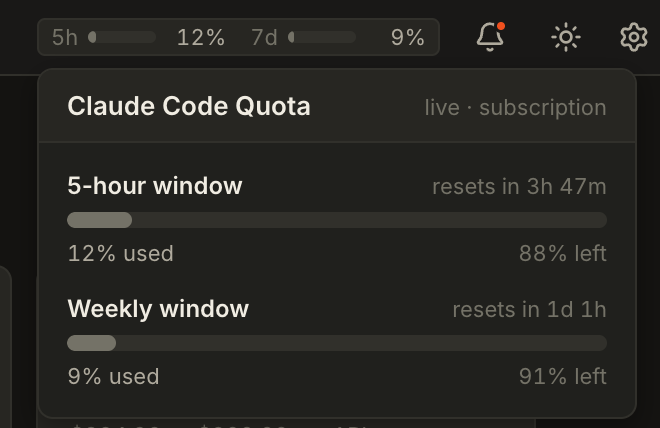 5h 12% 7d 9%
Claude Code Quota live · subscription
5-hour window resets in 3h 47m
12% used 88% left
Weekly window resets in 1d 1h
9% used 91% left